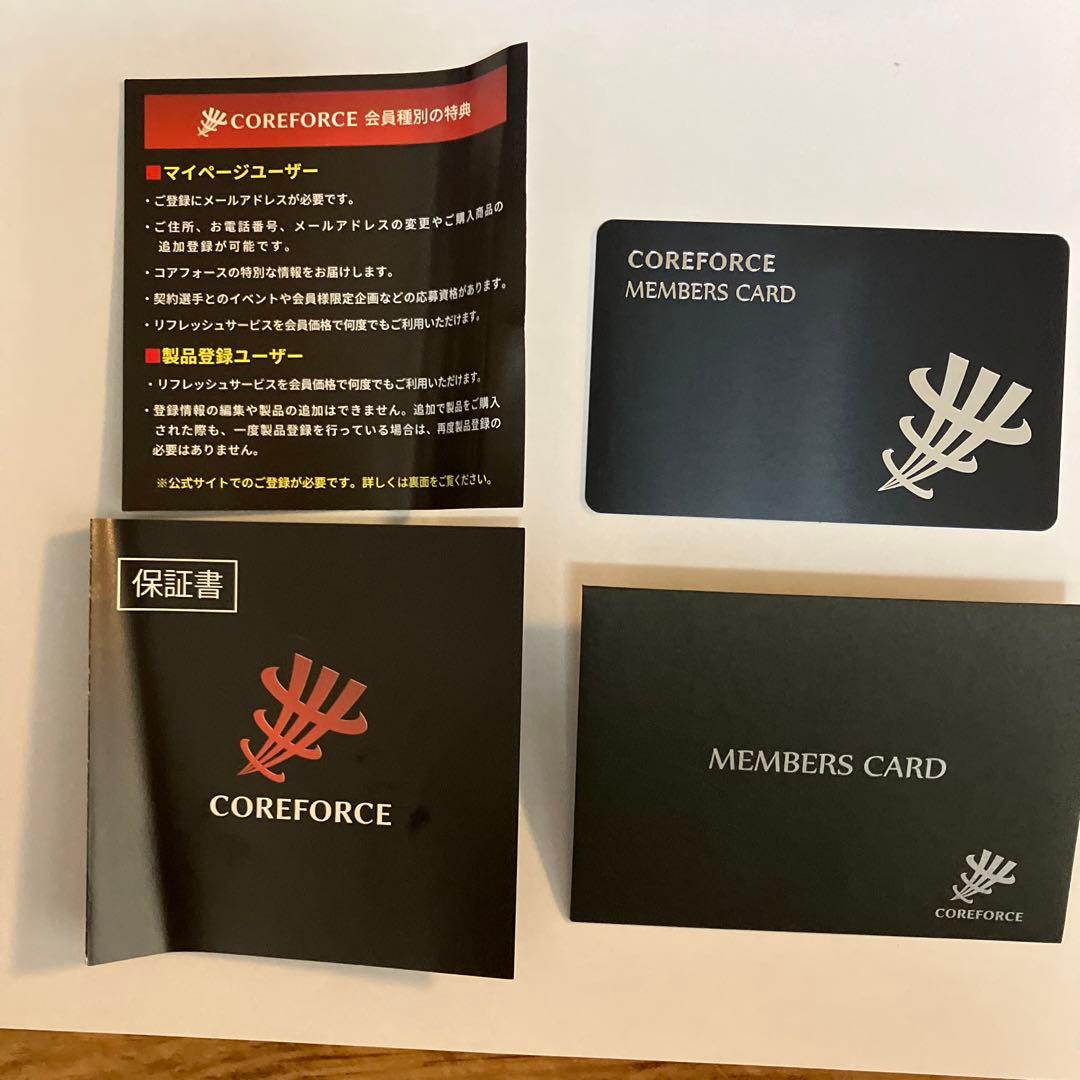 COREFORCE 会員種別の特典
■マイページユーザー
・ご登録にメールアドレスが必要です。
・ご住所、お電話番号、メールアドレスの変更やご購入商品の
追加登録が可能です。
・コアフォースの特別な情報をお届けします。
・契約選手とのイベントや会員様限定企画などの応募資格があります。
・リフレッシュサービスを会員価格で何度でもご利用いただけます。
■製品登録ユーザー
・リフレッシュサービスを会員価格で何度でもご利用いただけます。
・登録情報の編集や製品の追加はできません。追加で製品をご購入
された際も、一度製品登録を行っている場合は、再度製品登録の
必要はありません。
※公式サイトでのご登録が必要です。詳しくは裏面をご覧ください。
COREFORCE
MEMBERS CARD
保証書
COREFORCE
MEMBERS CARD
COREFORCE